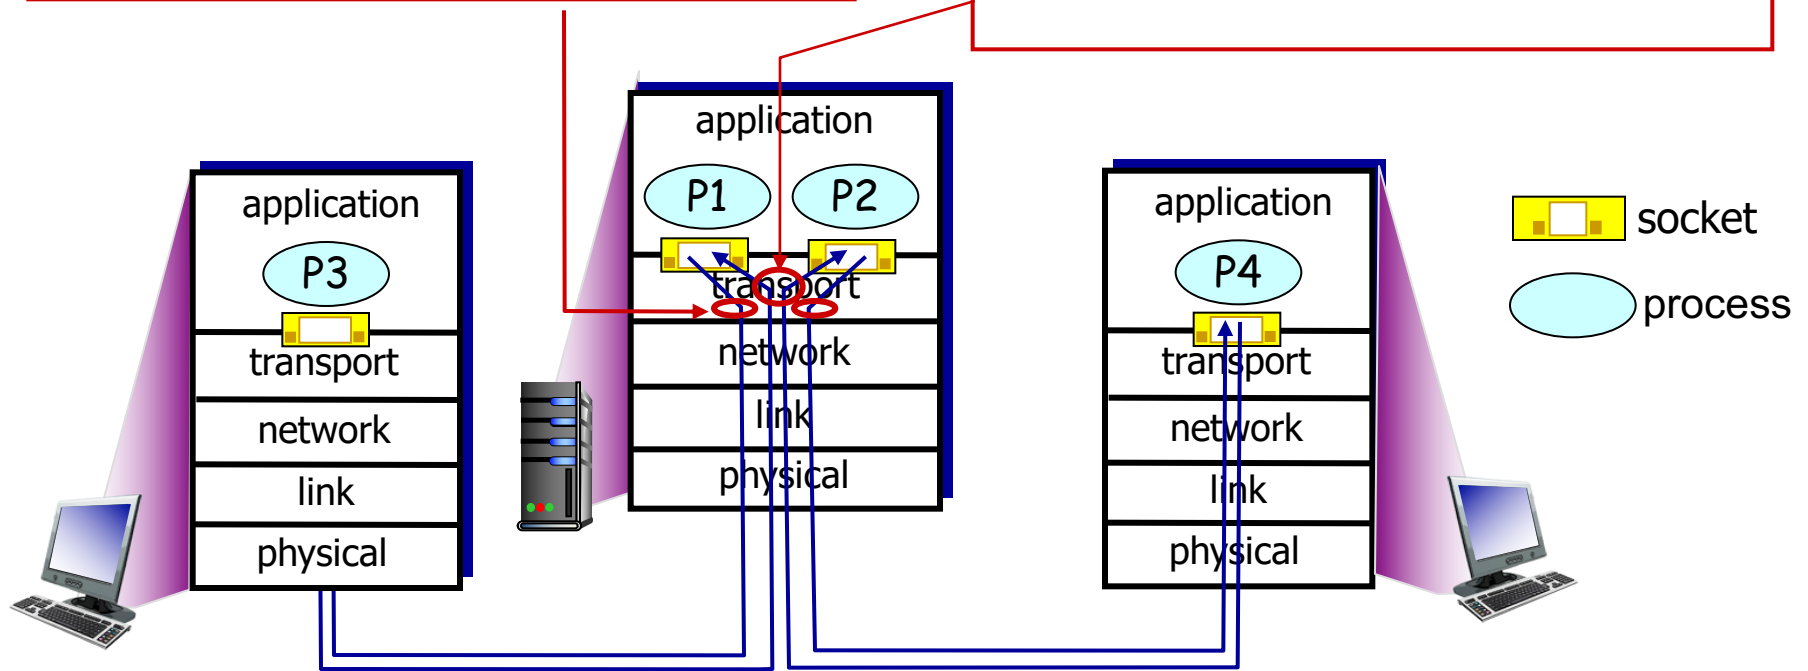 application
P1
P2
transport
network
link
physical
application
P3
transport
network
link
physical
application
P4
transport
network
link
physical
socket
process